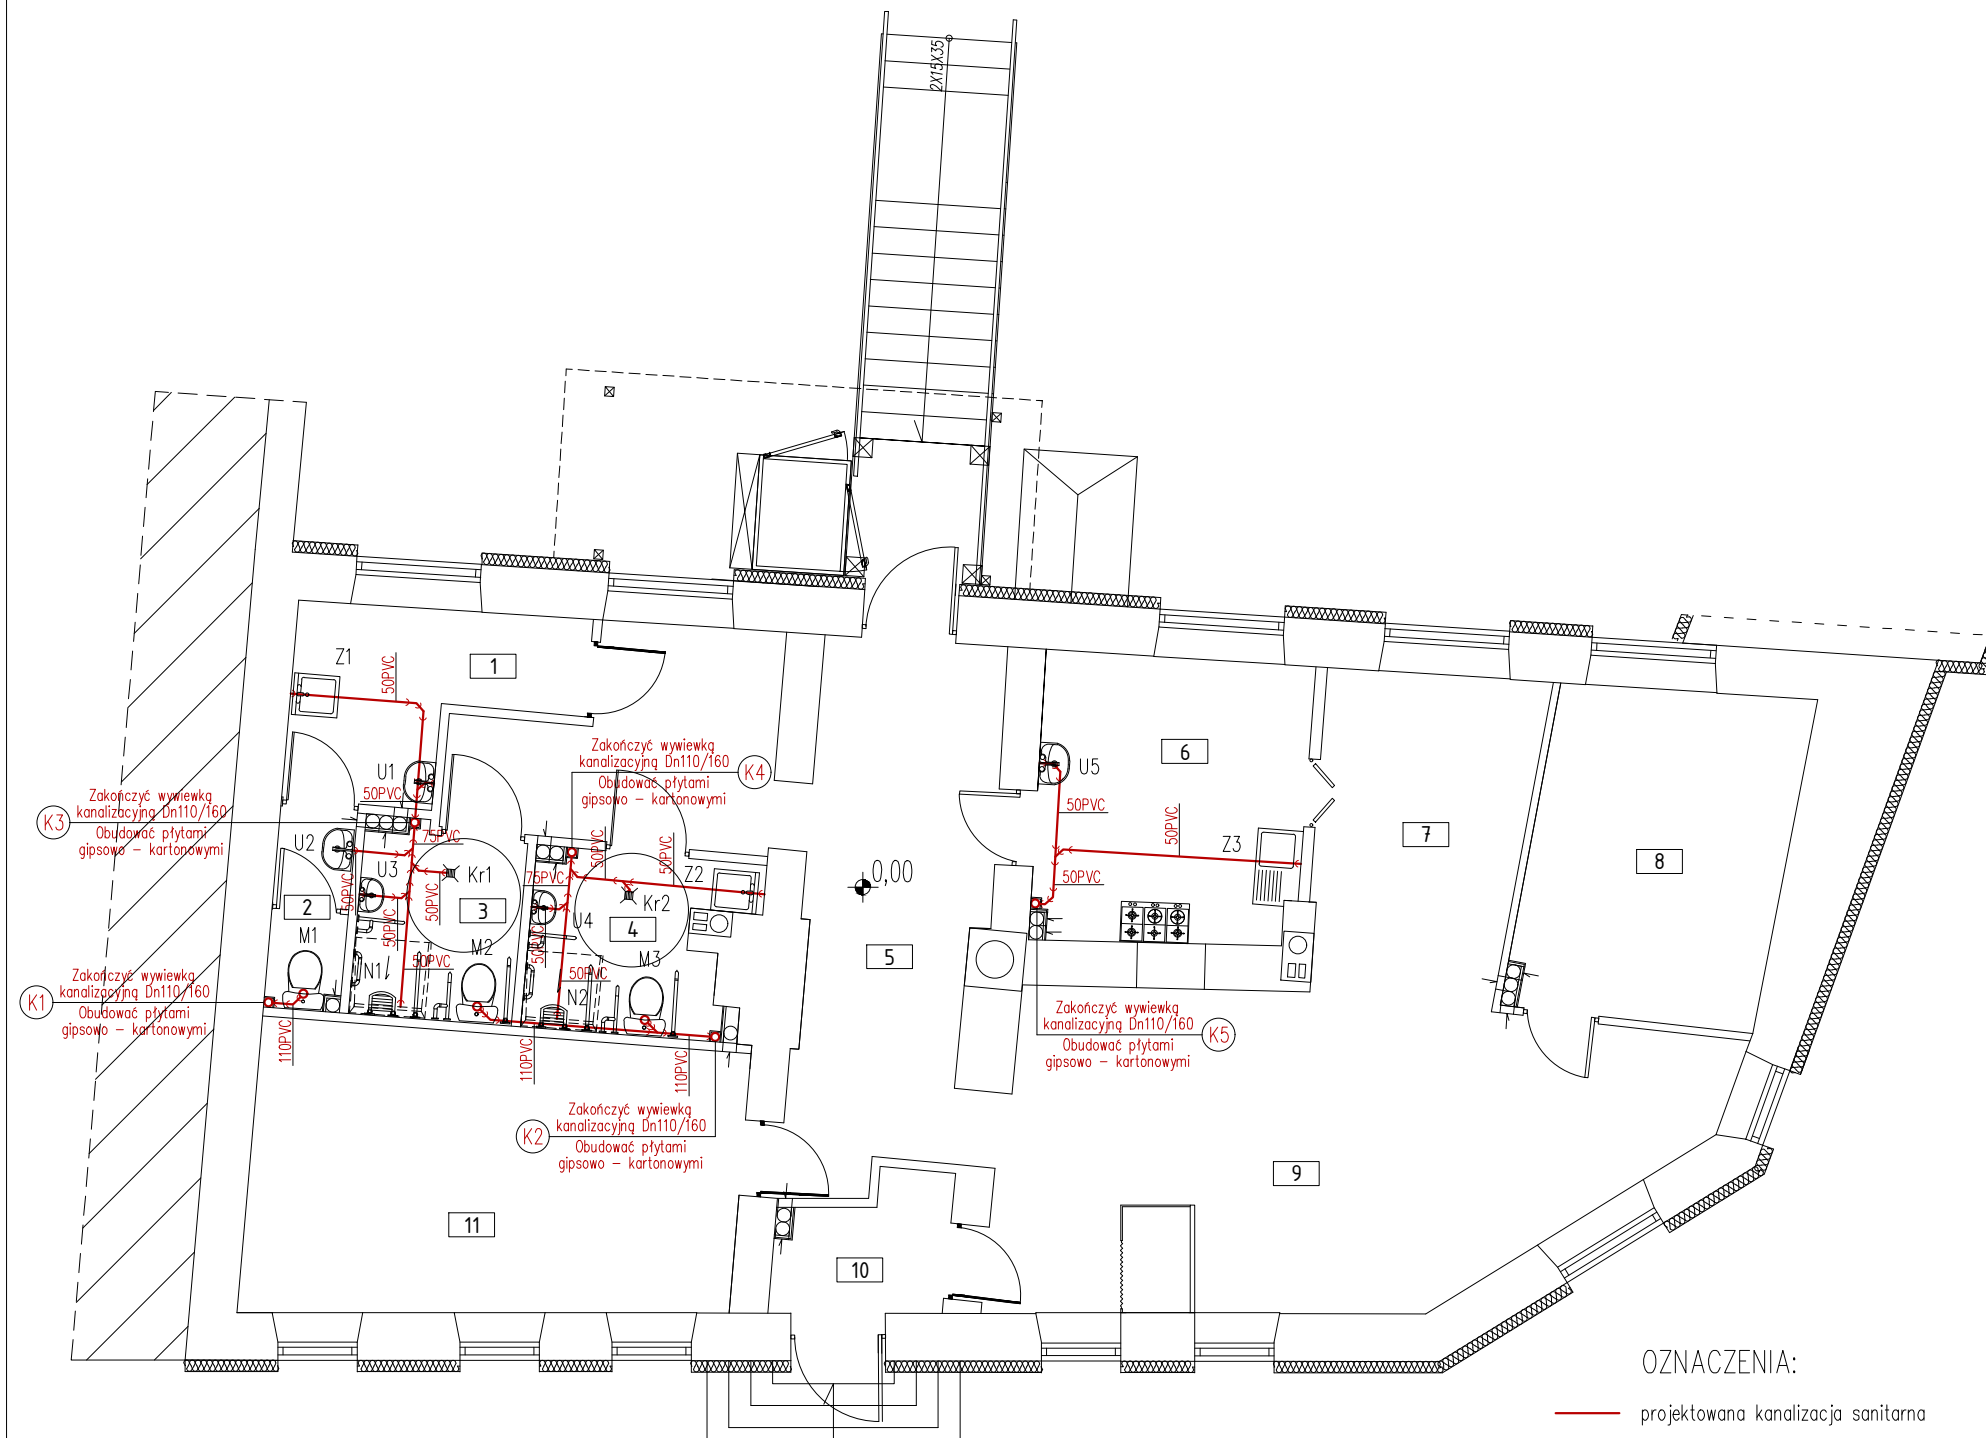 2X15X35
Z1
50PVC
1
Zakończyć wywiewką
kanalizacyjną Dn110/160
Obudować płytami
gipsowo – kartonowymi
K4
U1
50PVC
Zakończyć wywiewką
kanalizacyjną Dn110/160
Obudować płytami
gipsowo – kartonowymi
K3
75PVC
U2
U3
Kr1
50PVC
50PVC
50PVC
50PVC
2
3
M1
M2
N1
50PVC
50PVC
75PVC
Z2
Kr2
U4
4
50PVC
50PVC
N2
M3
Zakończyć wywiewką
kanalizacyjną Dn110/160
Obudować płytami
gipsowo – kartonowymi
K1
110PVC
110PVC
110PVC
Zakończyć wywiewką
kanalizacyjną Dn110/160
Obudować płytami
gipsowo – kartonowymi
K2
0,00
5
U5
6
50PVC
50PVC
Z3
50PVC
7
8
Zakończyć wywiewką
kanalizacyjną Dn110/160
Obudować płytami
gipsowo – kartonowymi
K5
9
10
11
OZNACZENIA:
projektowana kanalizacja sanitarna